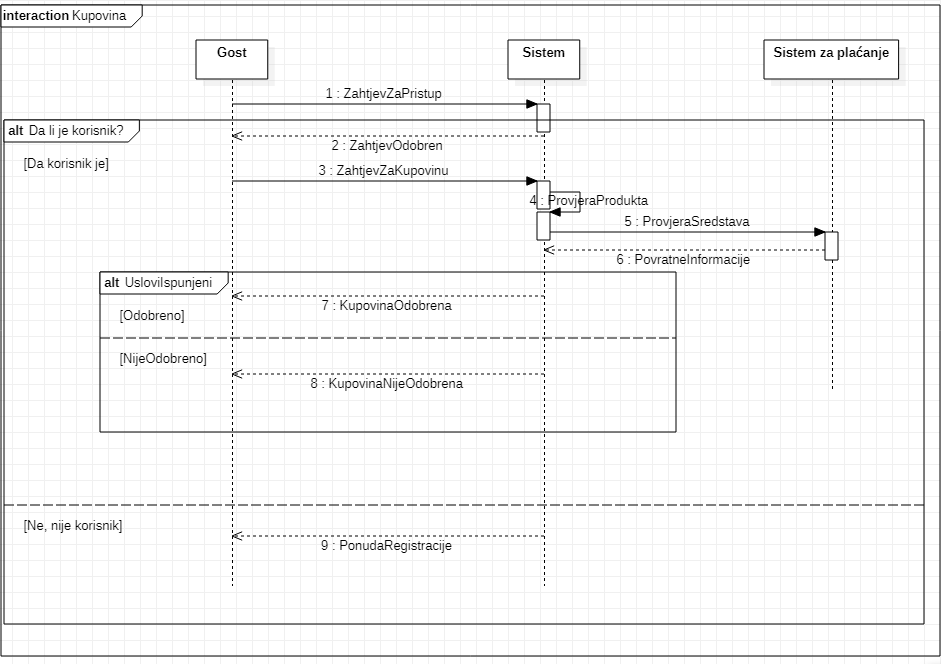 interaction Kupovina
Gost
Sistem
Sistem za plaćanje
1 : ZahtjevZaPristup
alt Da li je korisnik?
2 : ZahtjevOdobren
[Da korisnik je]
3 : ZahtjevZaKupovinu
4 : ProvjeraProdukta
5 : ProvjeraSredstava
6 : PovratneInformacije
alt UsloviIspunjeni
7 : KupovinaOdobrena
[Odobreno]
[NijeOdobreno]
8 : KupovinaNijeOdobrena
[Ne, nije korisnik]
9 : PonudaRegistracije